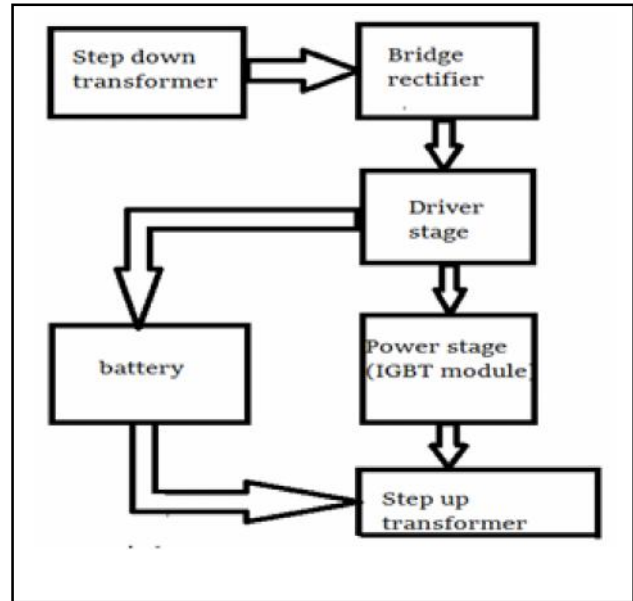 Step down
transformer
Bridge
rectifier
Driver
stage
battery
Power stage
(IGBT module)
Step up
transformer